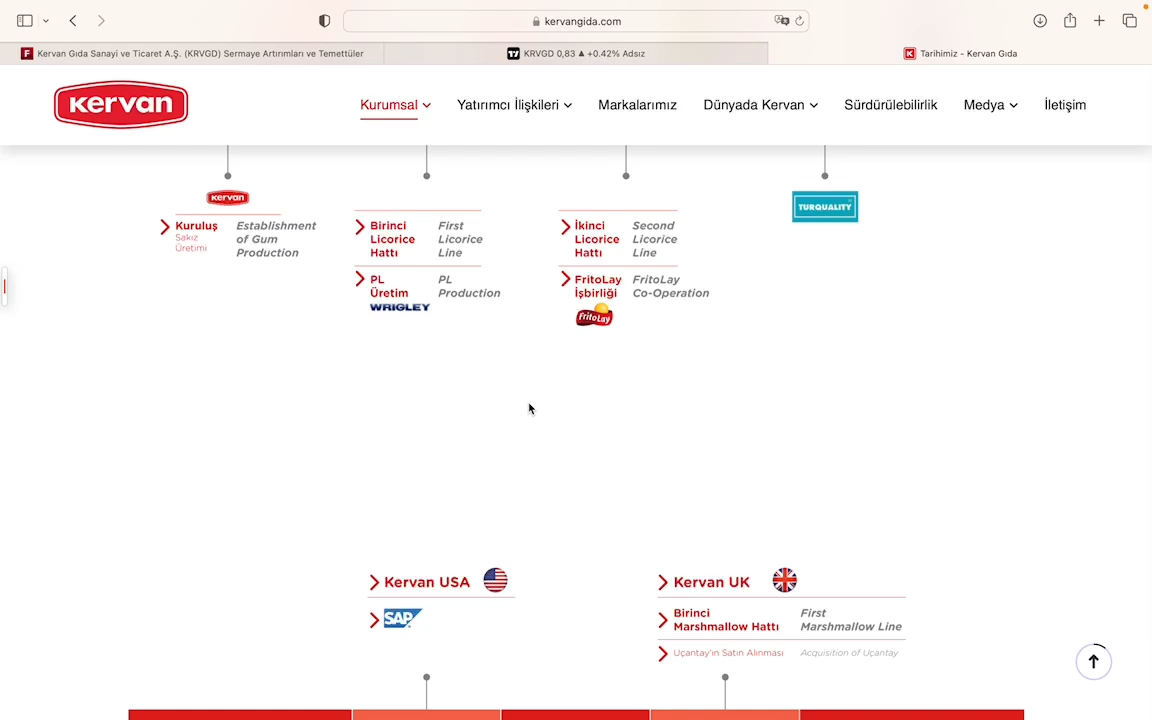 kervangida.com
Kervan Gıda Sanayi ve Ticaret A.Ş. (KRVGD) Sermaye Artırımları ve Temettüler
KRVGD 0,83 ▲ +0.42% Adsız
Tarihimiz - Kervan Gıda
Kervan
Kurumsal
Yatırımcı İlişkileri
Markalarımız
Dünyada Kervan
Sürdürülebilirlik
Medya
İletişim
Kervan
Kuruluş
Sakız
Üretimi
Establishment
of Gum
Production
Birinci
Licorice
Hattı
First
Licorice
Line
PL
Üretim
PL
Production
WRIGLEY
İkinci
Licorice
Hattı
Second
Licorice
Line
FritoLay
İşbirliği
FritoLay
Co-Operation
FritoLay
TURQUALITY
Kervan USA
SAP
Kervan UK
Birinci
Marshmallow Hattı
First
Marshmallow Line
Uçantay'ın Satın Alınması
Acquisition of Uçantay